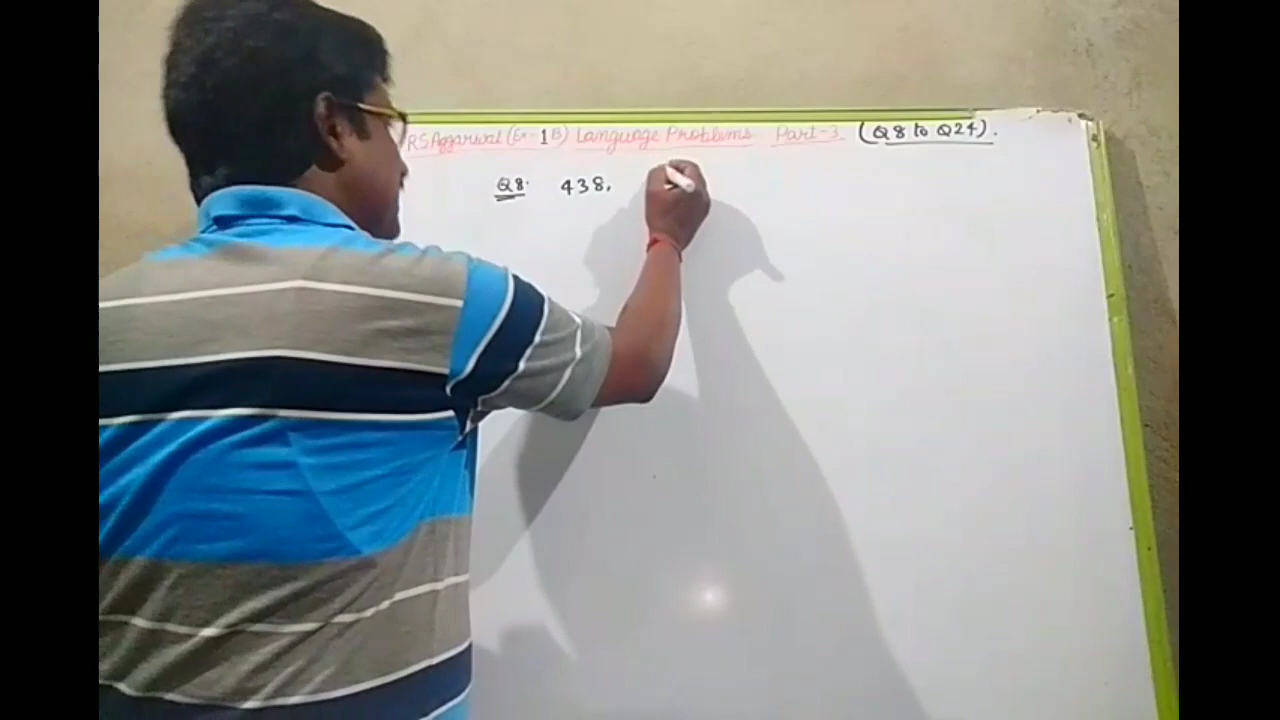 RS Aggarwal (Ex-1B) Language Problems Part-3 (Q8 to Q24).
Q8. 438,